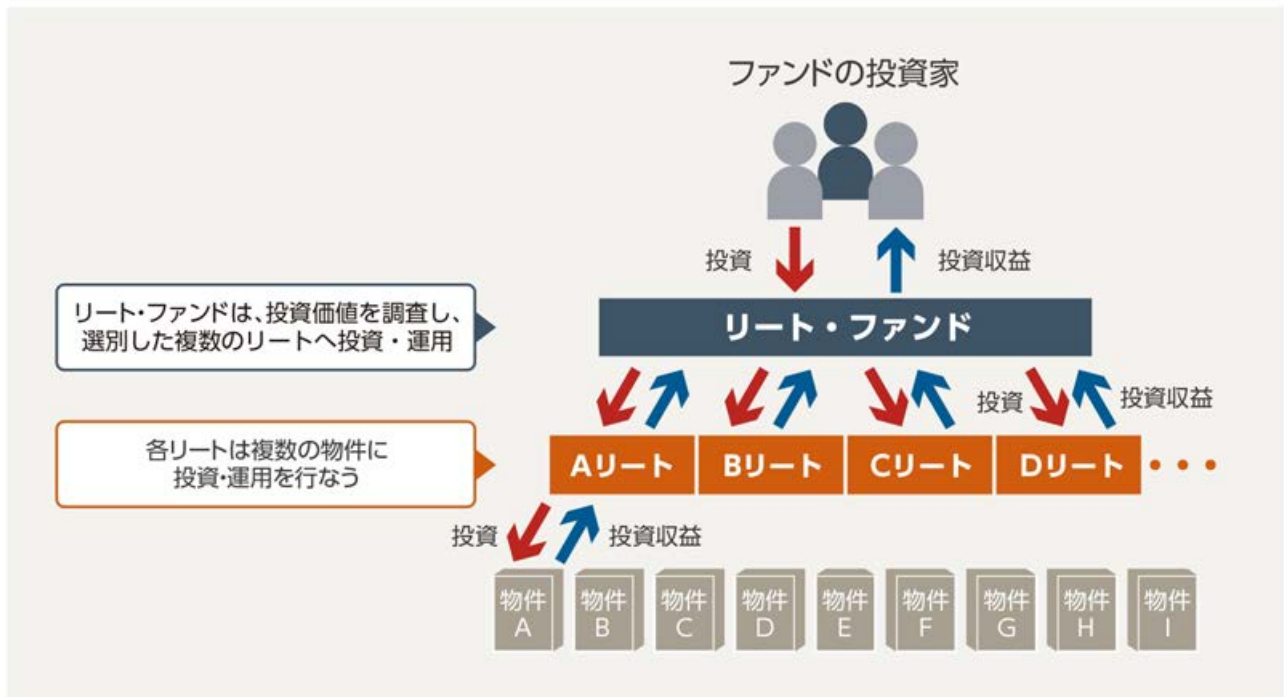 ファンドの投資家
投資
投資収益
リート・ファンドは、投資価値を調査し、
選別した複数のリートへ投資・運用
リート・ファンド
投資
投資収益
各リートは複数の物件に
投資・運用を行なう
Aリート
Bリート
Cリート
Dリート
投資
投資収益
物件
A
物件
B
物件
C
物件
D
物件
E
物件
F
物件
G
物件
H
物件
I